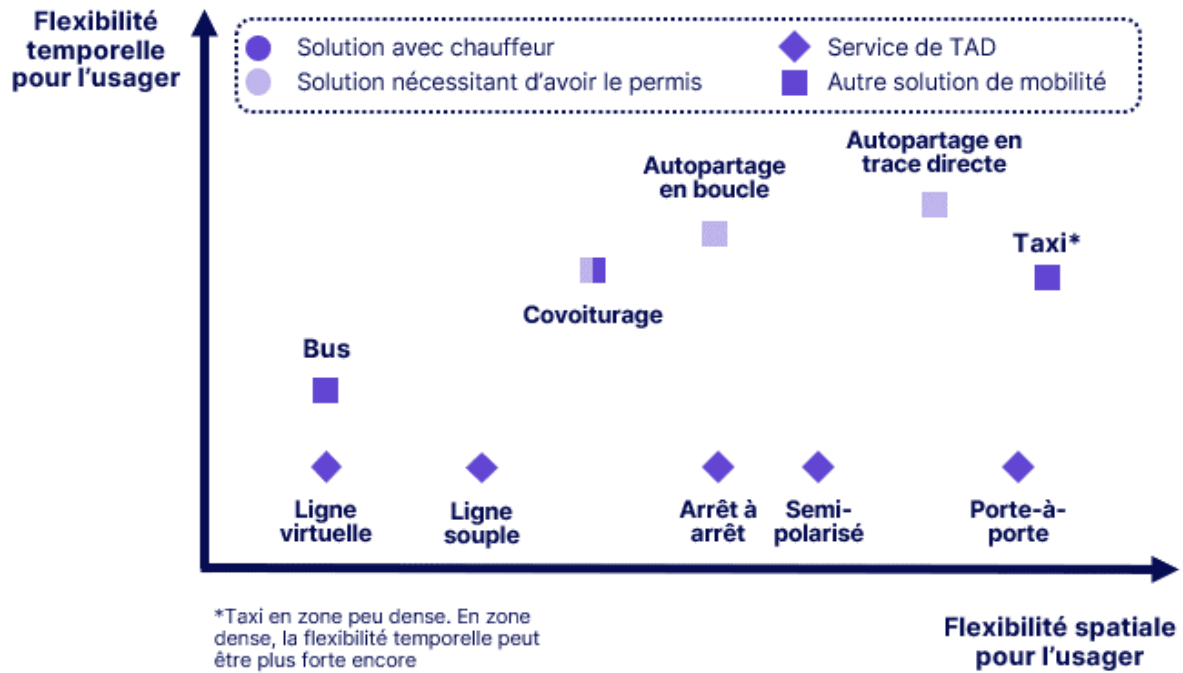 Flexibilité
temporelle
pour l’usager
Solution avec chauffeur
Service de TAD
Solution nécessitant d’avoir le permis
Autre solution de mobilité
Autopartage en
trace directe
Autopartage
en boucle
Taxi*
Covoiturage
Bus
Ligne
virtuelle
Ligne
souple
Arrêt à
arrêt
Semi-
polarisé
Porte-à-
porte
*Taxi en zone peu dense. En zone
dense, la flexibilité temporelle peut
être plus forte encore
Flexibilité spatiale
pour l’usager